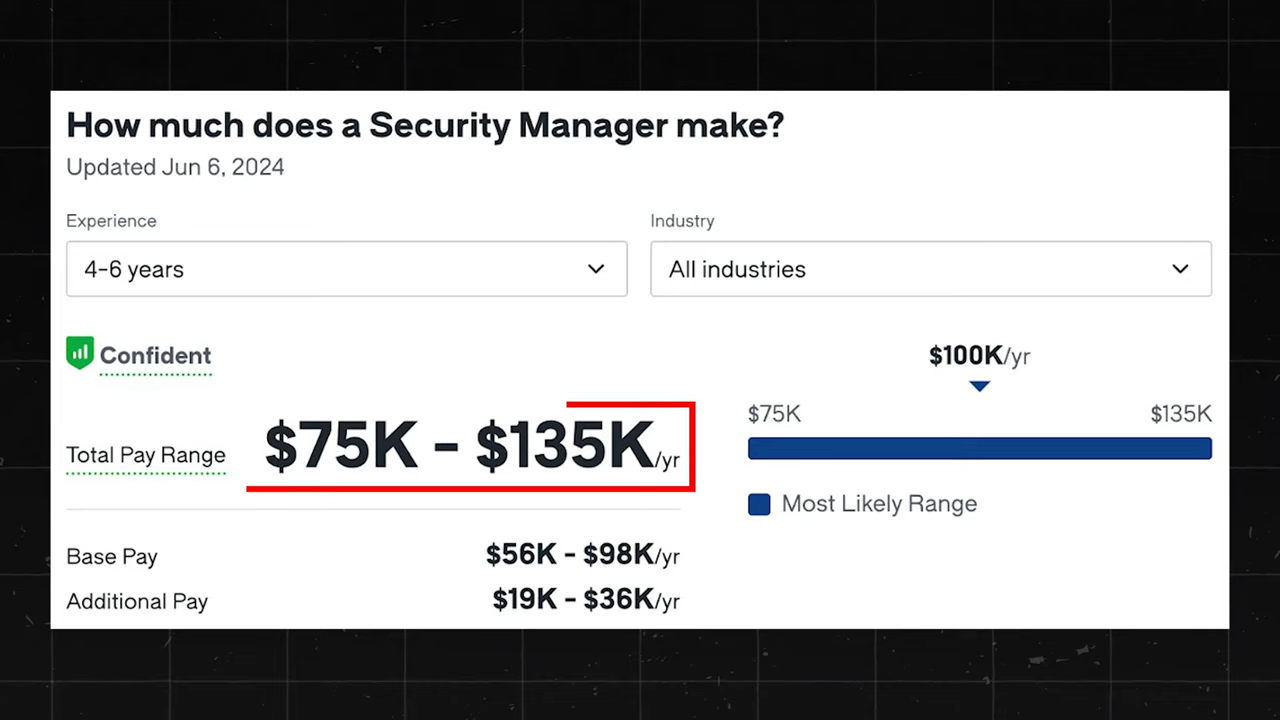 How much does a Security Manager make?
Updated Jun 6, 2024
Experience
Industry
4-6 years
All industries
Confident
$100K/yr
$75K
$135K
Total Pay Range
$75K - $135K/yr
Most Likely Range
Base Pay
$56K - $98K/yr
Additional Pay
$19K - $36K/yr